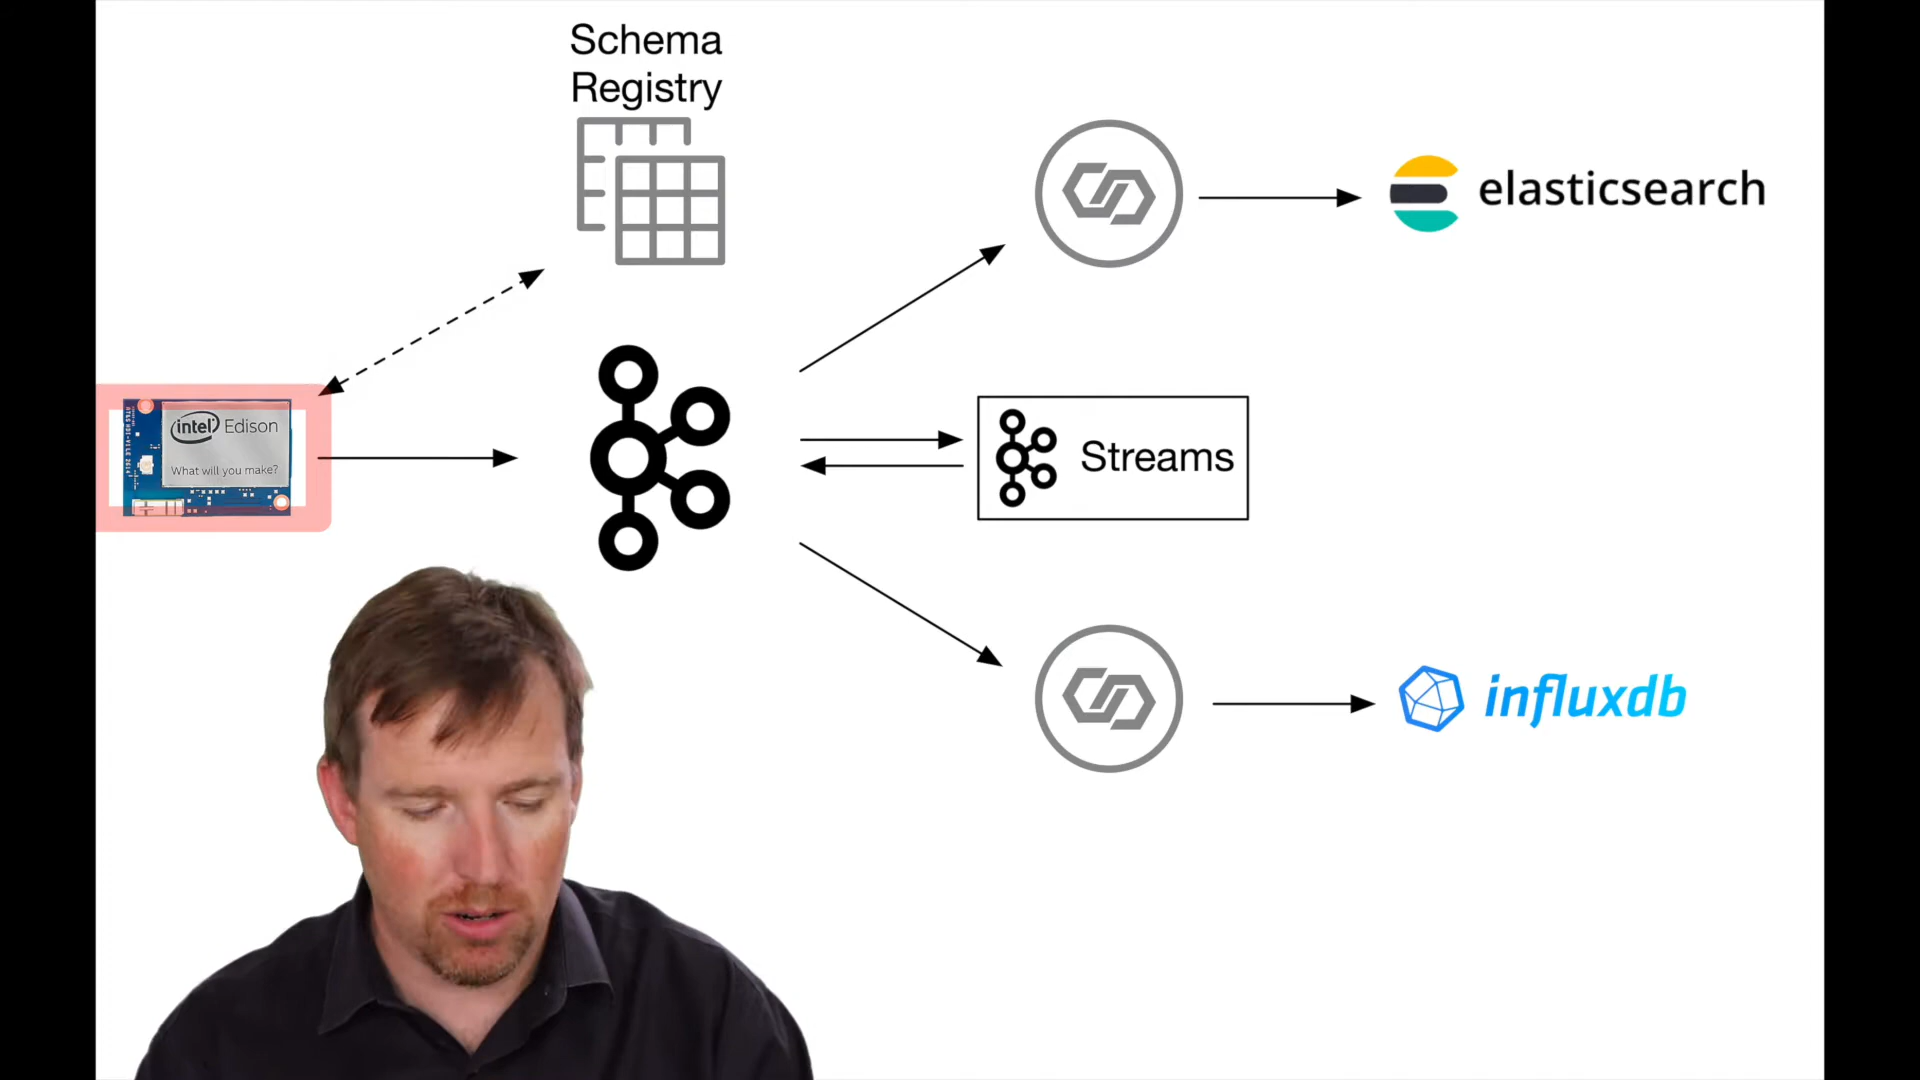 Schema
Registry
elasticsearch
intel Edison
What will you make?
Streams
influxdb